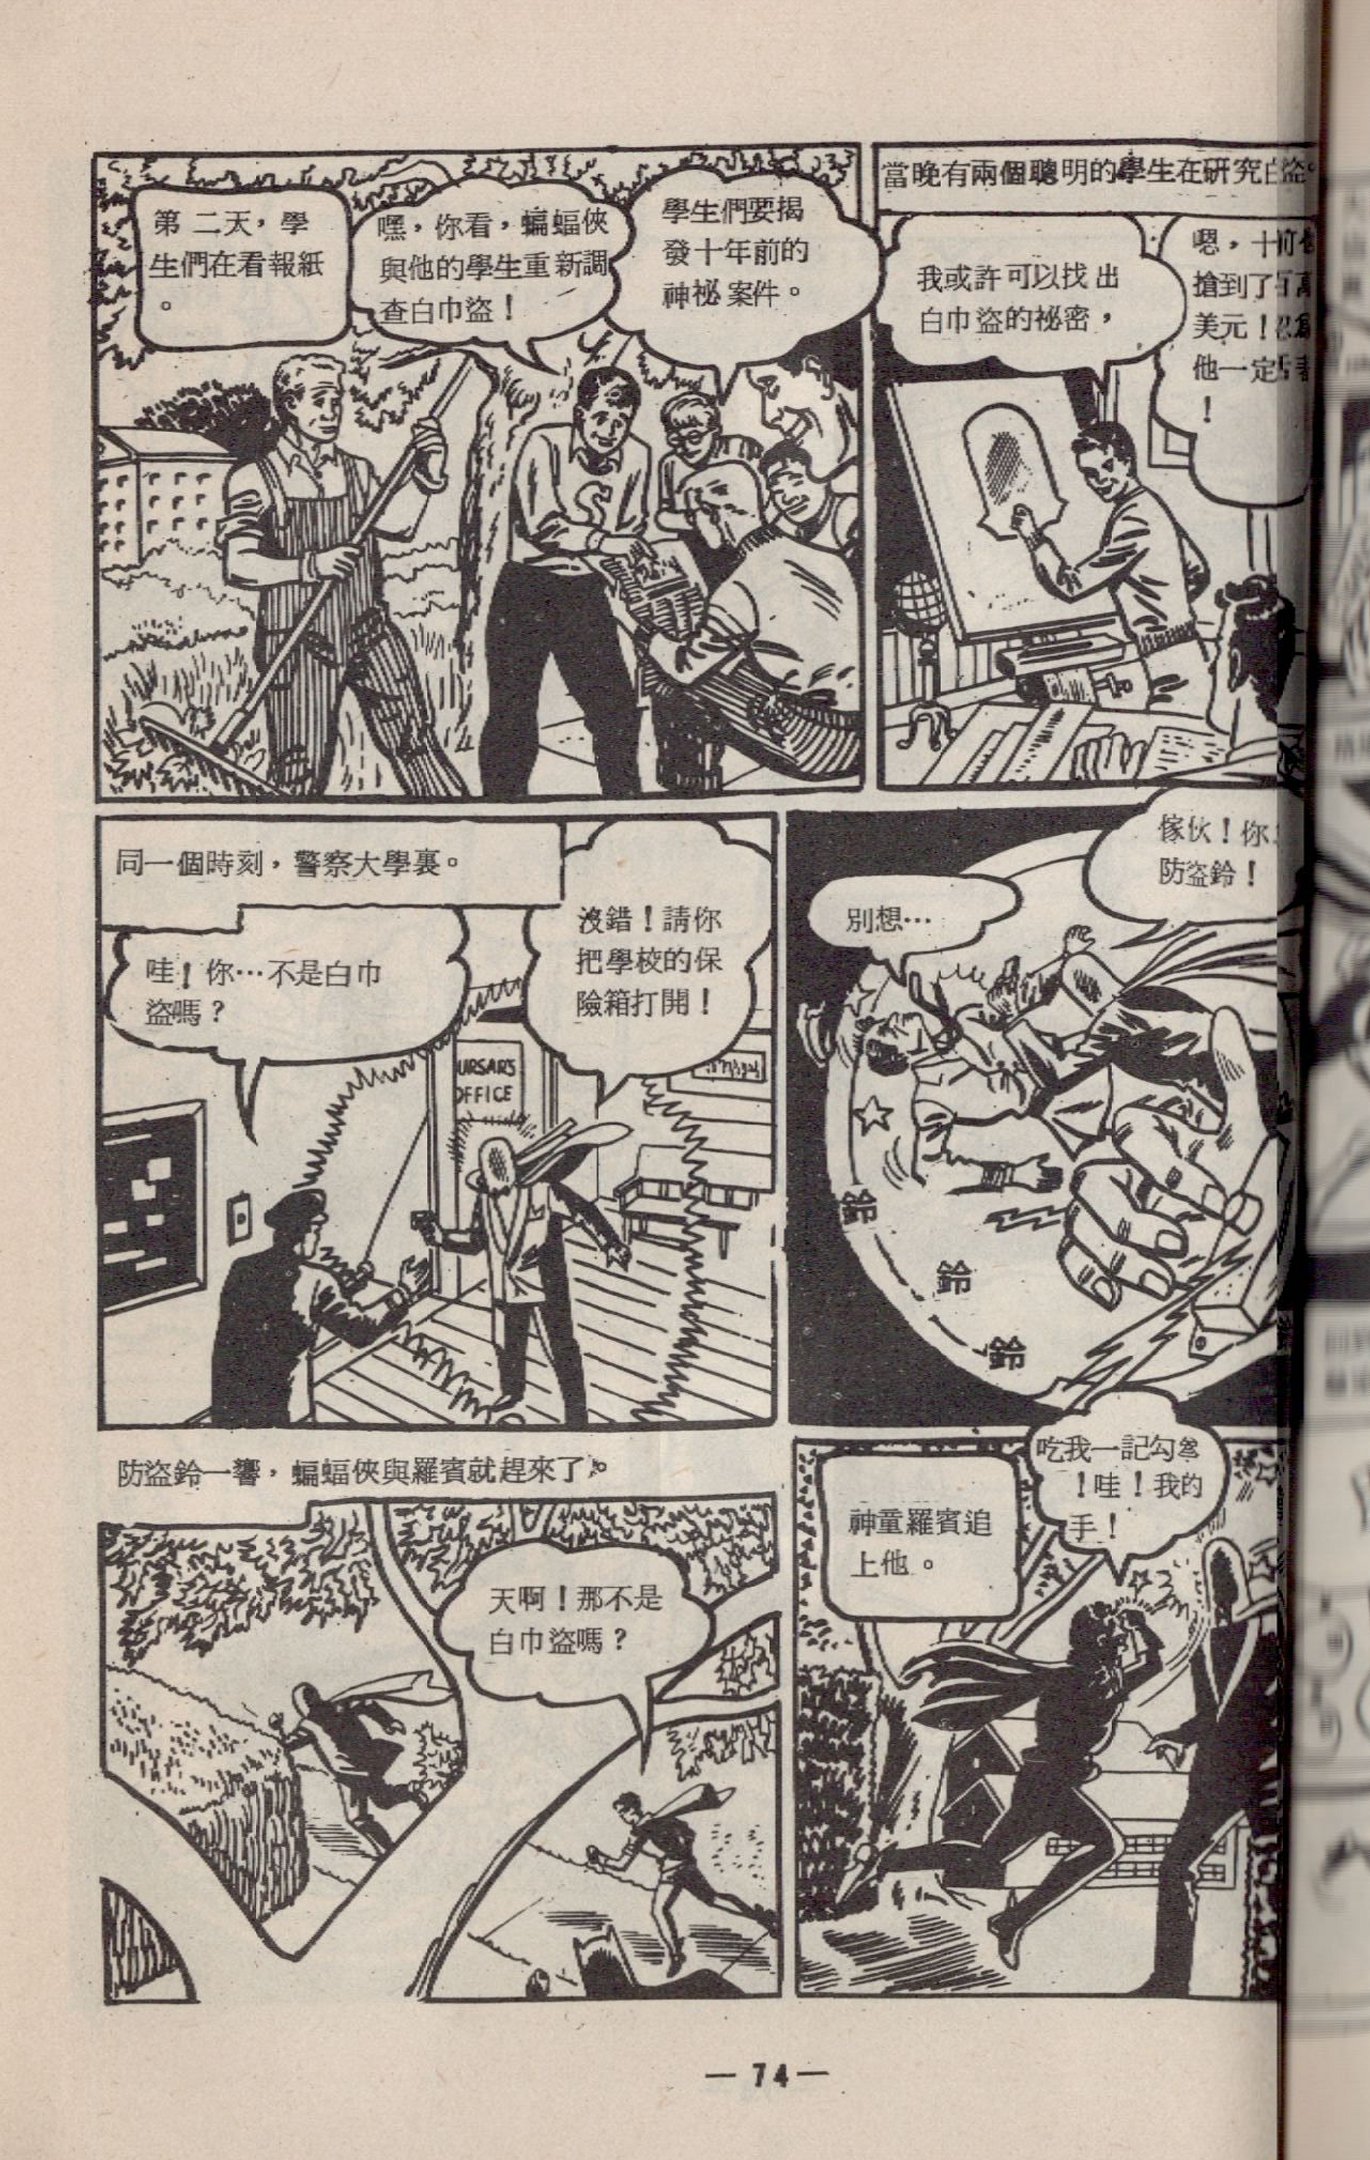 第二天，學
生們在看報紙
。
嘿，你看，蝙蝠俠
與他的學生重新調
查白巾盜！
學生們要揭
發十年前的
神祕案件。
當晚有兩個聰明的學生在研究白盜。
我或許可以找出
白巾盜的祕密，
嗯，十前
搶到了百萬
美元！
他一定
！
同一個時刻，警察大學裏。
哇！你…不是白巾
盜嗎？
沒錯！請你
把學校的保
險箱打開！
URSAR'S
OFFICE
別想…
傢伙！你
防盜鈴！
鈴
鈴
鈴
防盜鈴一響，蝙蝠俠與羅賓就趕來了。
天啊！那不是
白巾盜嗎？
神童羅賓追
上他。
吃我一記勾
！哇！我的
手！
— 74 —